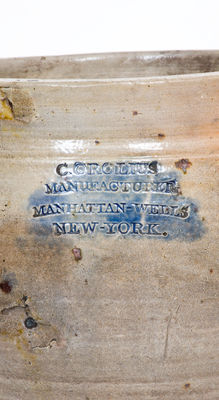 C. CROLIUS
MANUFACTURER
MANHATTAN-WELLS
NEW-YORK.